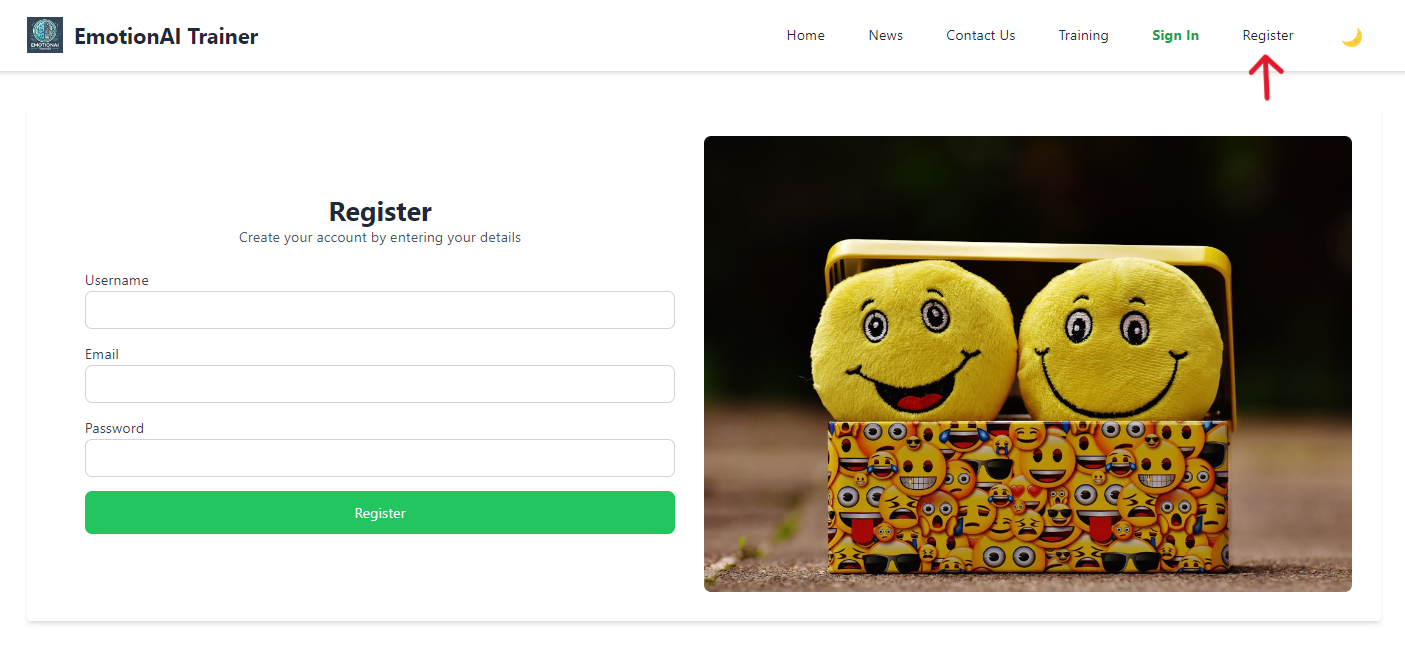 EMOTIONAI
EmotionAI Trainer
Home
News
Contact Us
Training
Sign In
Register
Register
Create your account by entering your details
Username
Email
Password
Register